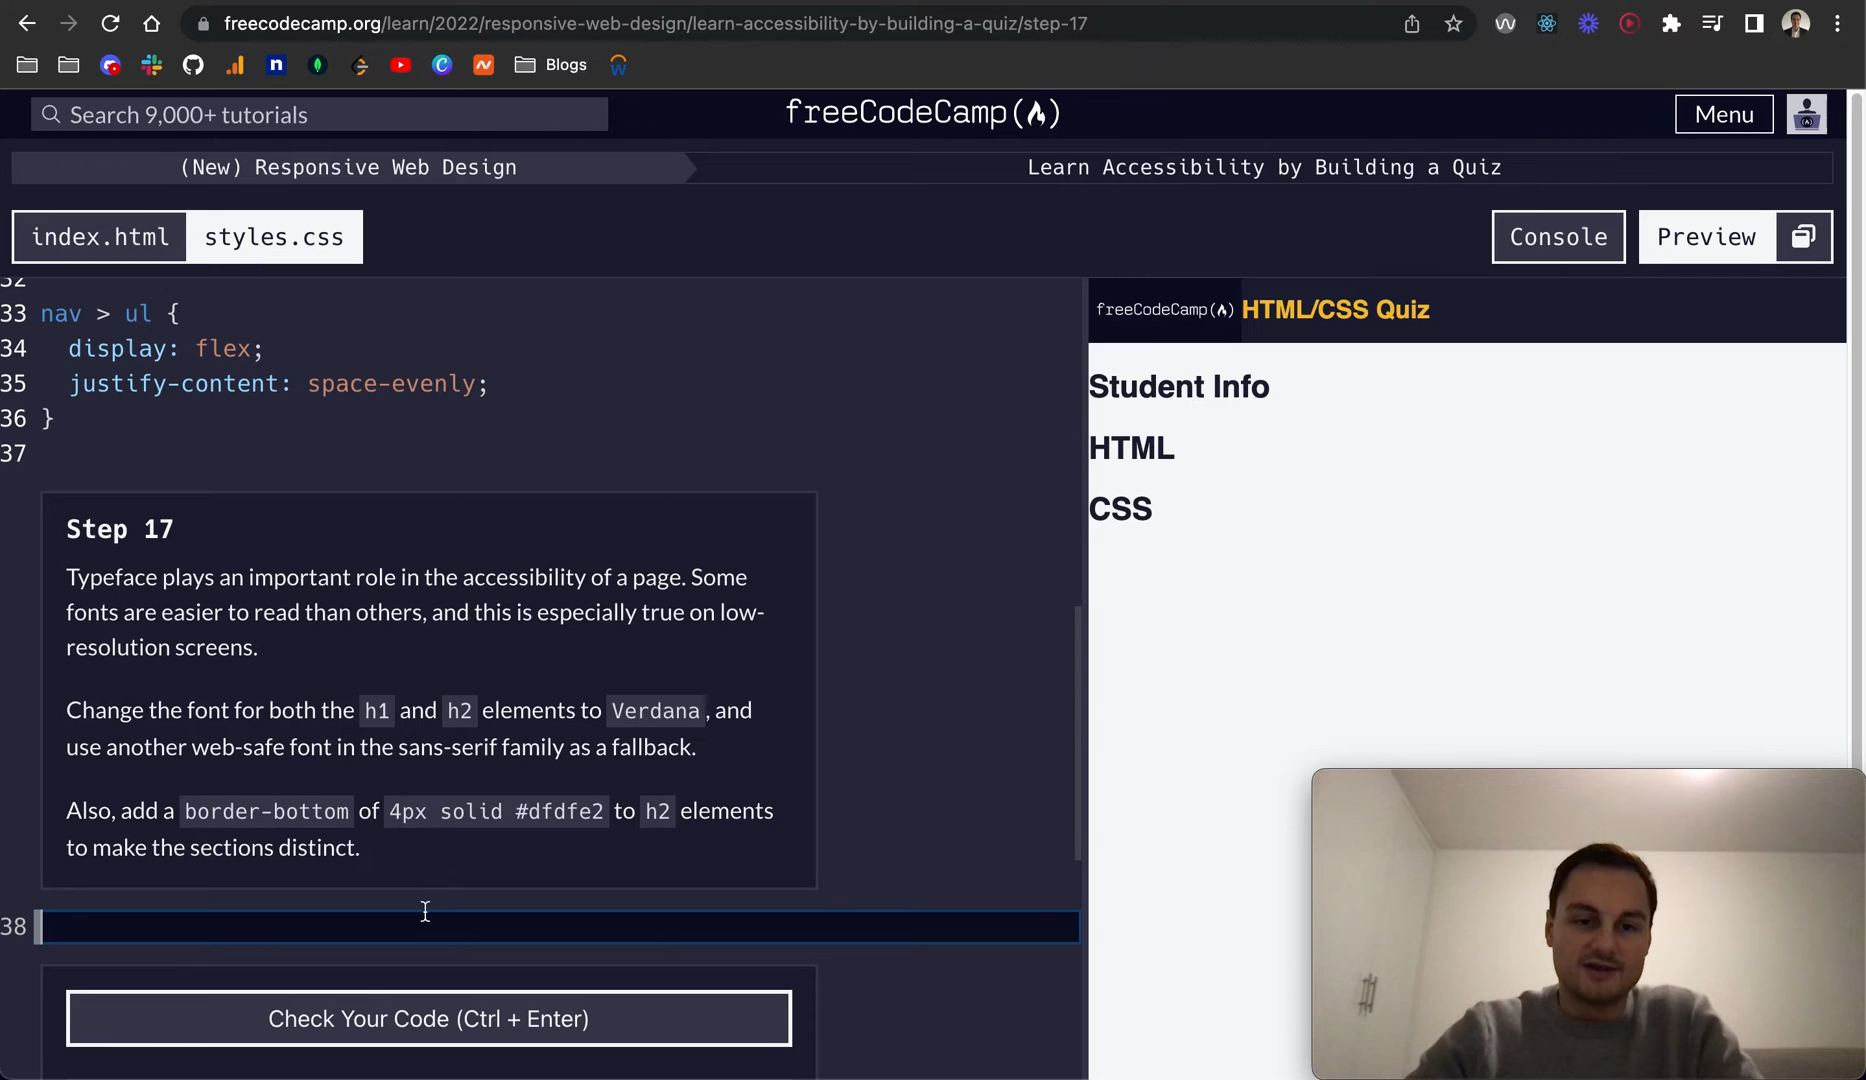 freecodecamp.org/learn/2022/responsive-web-design/learn-accessibility-by-building-a-quiz/step-17
Blogs
Search 9,000+ tutorials
freeCodeCamp
Menu
(New) Responsive Web Design
Learn Accessibility by Building a Quiz
index.html
styles.css
Console
Preview
32
33 nav > ul {
34 display: flex;
35 justify-content: space-evenly;
36 }
37
freeCodeCamp
HTML/CSS Quiz
Student Info
HTML
CSS
Step 17
Typeface plays an important role in the accessibility of a page. Some
fonts are easier to read than others, and this is especially true on low-
resolution screens.
Change the font for both the h1 and h2 elements to Verdana, and
use another web-safe font in the sans-serif family as a fallback.
Also, add a border-bottom of 4px solid #dfdfe2 to h2 elements
to make the sections distinct.
38
Check Your Code (Ctrl + Enter)